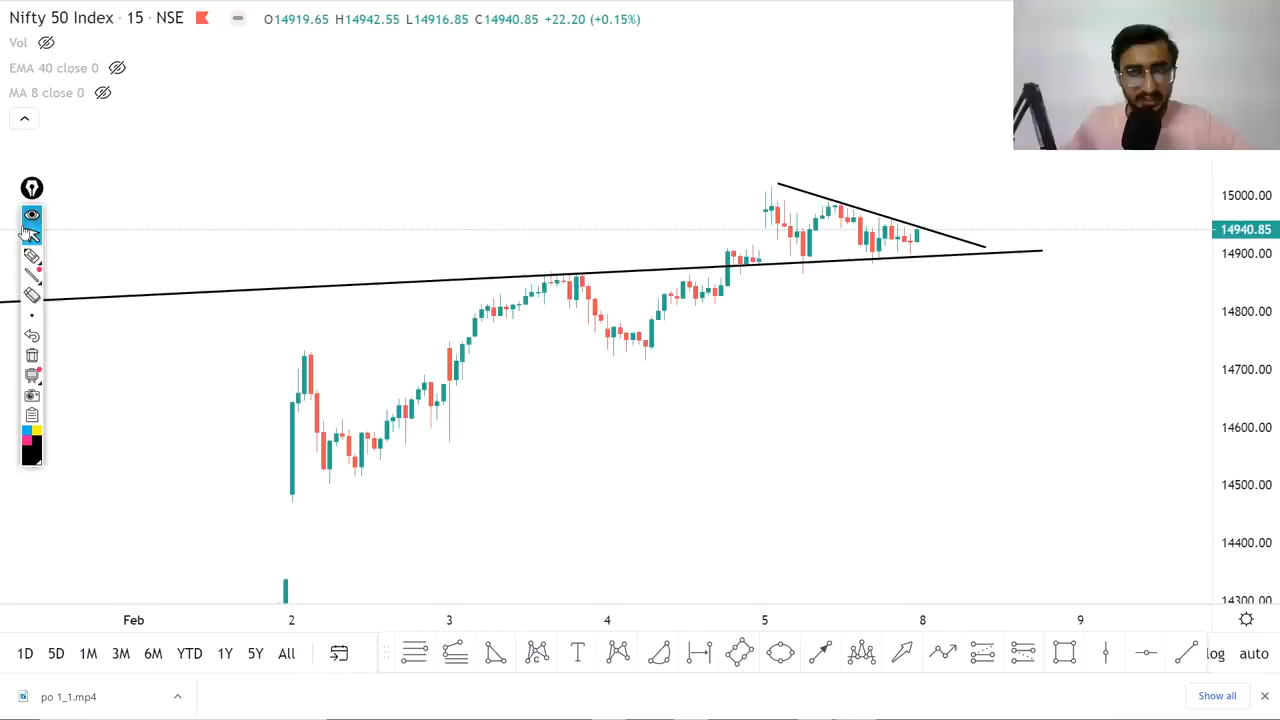 Nifty 50 Index · 15 · NSE O14919.65 H14942.55 L14916.85 C14940.85 +22.20 (+0.15%)
Vol
EMA 40 close 0
MA 8 close 0
15000.00
14940.85
14900.00
14800.00
14700.00
14600.00
14500.00
14400.00
14300.00
Feb 2 3 4 5 8 9
1D 5D 1M 3M 6M YTD 1Y 5Y All log auto
po 1_1.mp4 Show all